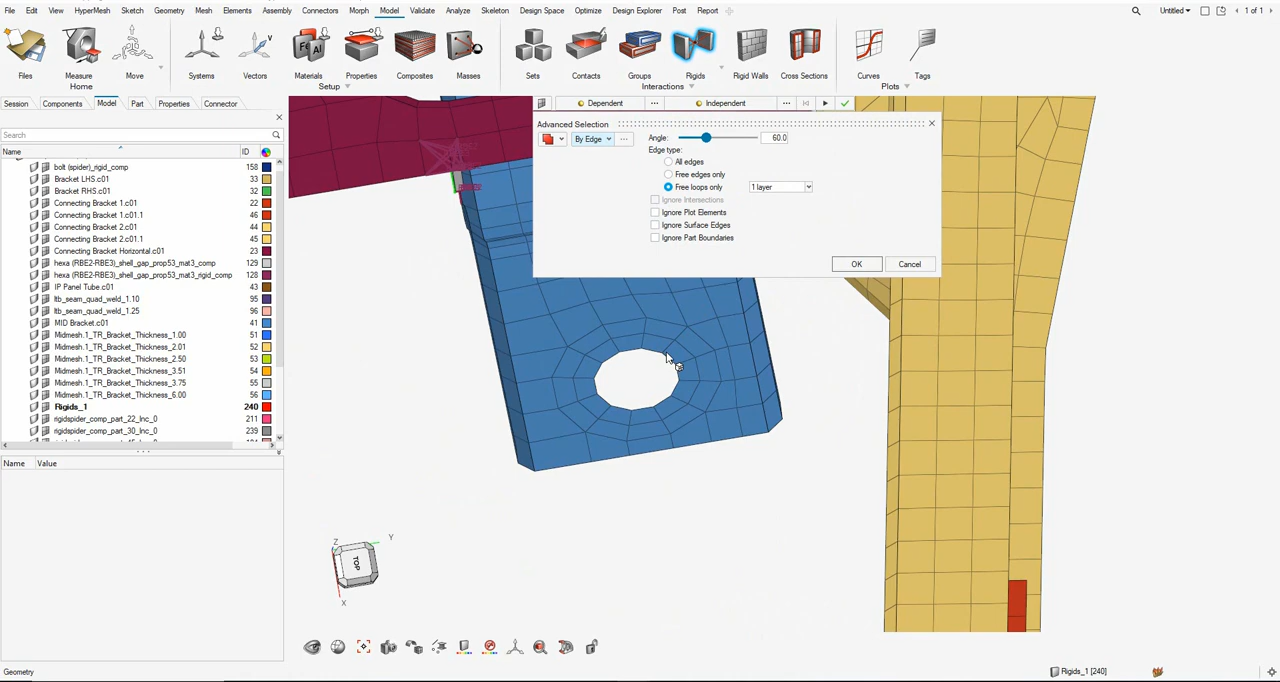 File Edit View HyperMesh Sketch Geometry Mesh Elements Assembly Connectors Morph Model Validate Analyze Skeleton Design Space Optimize Design Explorer Post Report Untitled 1 of 1
Files Measure Move Systems Vectors Materials Properties Composites Masses Sets Contacts Groups Rigids Rigid Walls Cross Sections Curves Tags
Home Setup Interactions Plots
Session Components Model Part Properties Connector
Dependent Independent
Search
Name ID
bolt (spider)_rigid_comp 158
Bracket LHS.c01 33
Bracket RHS.c01 32
Connecting Bracket 1.c01 22
Connecting Bracket 1.c01.1 46
Connecting Bracket 2.c01 44
Connecting Bracket 2.c01.1 45
Connecting Bracket Horizontal.c01 23
hexa (RBE2-RBE3)_shell_gap_prop53_mat3_comp 129
hexa (RBE2-RBE3)_shell_gap_prop53_mat3_rigid_comp 128
IP Panel Tube.c01 43
ltb_seam_quad_weld_1.10 95
ltb_seam_quad_weld_1.25 96
MID Bracket.c01 41
Midmesh.1_TR_Bracket_Thickness_1.00 51
Midmesh.1_TR_Bracket_Thickness_2.01 52
Midmesh.1_TR_Bracket_Thickness_2.50 53
Midmesh.1_TR_Bracket_Thickness_3.51 54
Midmesh.1_TR_Bracket_Thickness_3.75 55
Midmesh.1_TR_Bracket_Thickness_6.00 56
Rigids_1 240
rigidspider_comp_part_22_Inc_0 211
rigidspider_comp_part_30_Inc_0 239
Name Value
Advanced Selection
By Edge
Angle: 60.0
Edge type:
All edges
Free edges only
Free loops only 1 layer
Ignore Intersections
Ignore Plot Elements
Ignore Surface Edges
Ignore Part Boundaries
OK Cancel
Z Y
TOP
X
Geometry Rigids_1 [240]